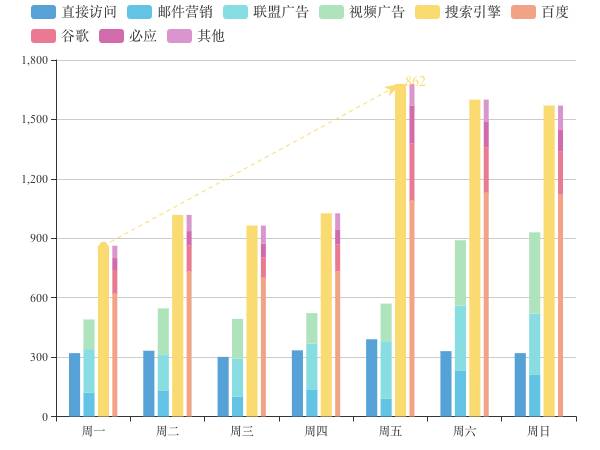 直接访问 邮件营销 联盟广告 视频广告 搜索引擎 百度
谷歌 必应 其他
1,800
862
1,500
1,200
900
600
300
0
周一 周二 周三 周四 周五 周六 周日